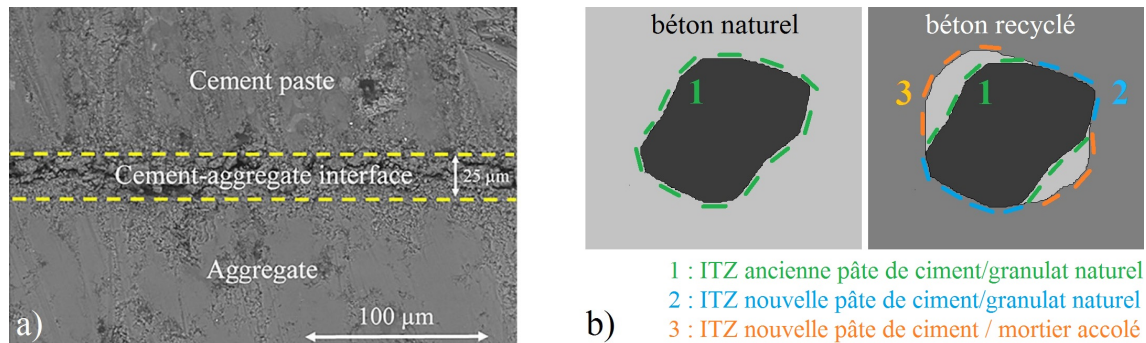 Cement paste
Cement-aggregate interface
25 µm
Aggregate
100 µm
a)
béton naturel
1
béton recyclé
3
1
2
b)
1 : ITZ ancienne pâte de ciment/granulat naturel
2 : ITZ nouvelle pâte de ciment/granulat naturel
3 : ITZ nouvelle pâte de ciment / mortier accolé